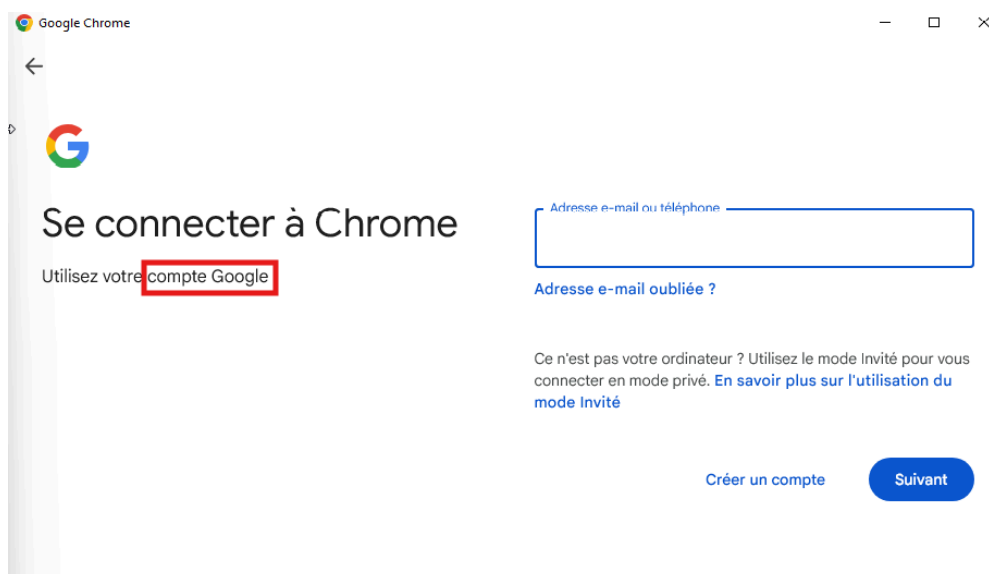 Google Chrome
Se connecter à Chrome
Utilisez votre compte Google
Adresse e-mail ou téléphone
Adresse e-mail oubliée ?
Ce n'est pas votre ordinateur ? Utilisez le mode Invité pour vous
connecter en mode privé. En savoir plus sur l'utilisation du
mode Invité
Créer un compte
Suivant